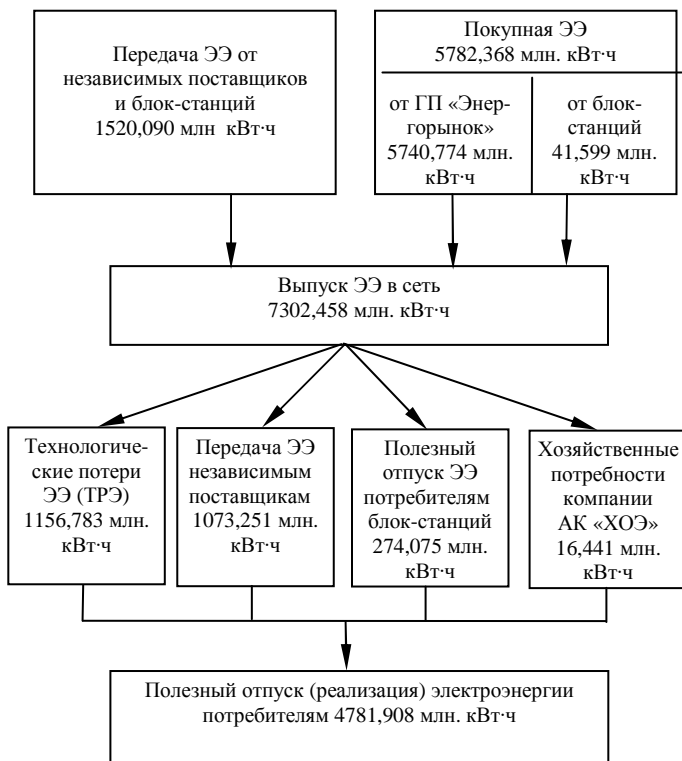 Передача ЭЭ от
независимых поставщиков
и блок-станций
1520,090 млн кВт·ч
Покупная ЭЭ
5782,368 млн. кВт·ч
от ГП «Энер-
горынок»
5740,774 млн.
кВт·ч
от блок-
станций
41,599 млн.
кВт·ч
Выпуск ЭЭ в сеть
7302,458 млн. кВт·ч
Технологиче-
ские потери
ЭЭ (ТРЭ)
1156,783 млн.
кВт·ч
Передача ЭЭ
независимым
поставщикам
1073,251 млн.
кВт·ч
Полезный
отпуск ЭЭ
потребителям
блок-станций
274,075 млн.
кВт·ч
Хозяйственные
потребности
компании
АК «ХОЭ»
16,441 млн.
кВт·ч
Полезный отпуск (реализация) электроэнергии
потребителям 4781,908 млн. кВт·ч